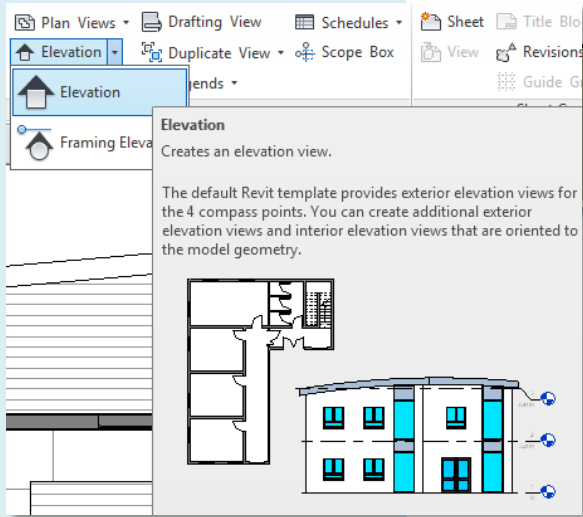 Plan Views Drafting View Schedules Sheet Title Blo
Elevation Duplicate View Scope Box View Revisions
Elevation gends Guide Gr
Framing Eleva
Elevation
Creates an elevation view.
The default Revit template provides exterior elevation views for
the 4 compass points. You can create additional exterior
elevation views and interior elevation views that are oriented to
the model geometry.